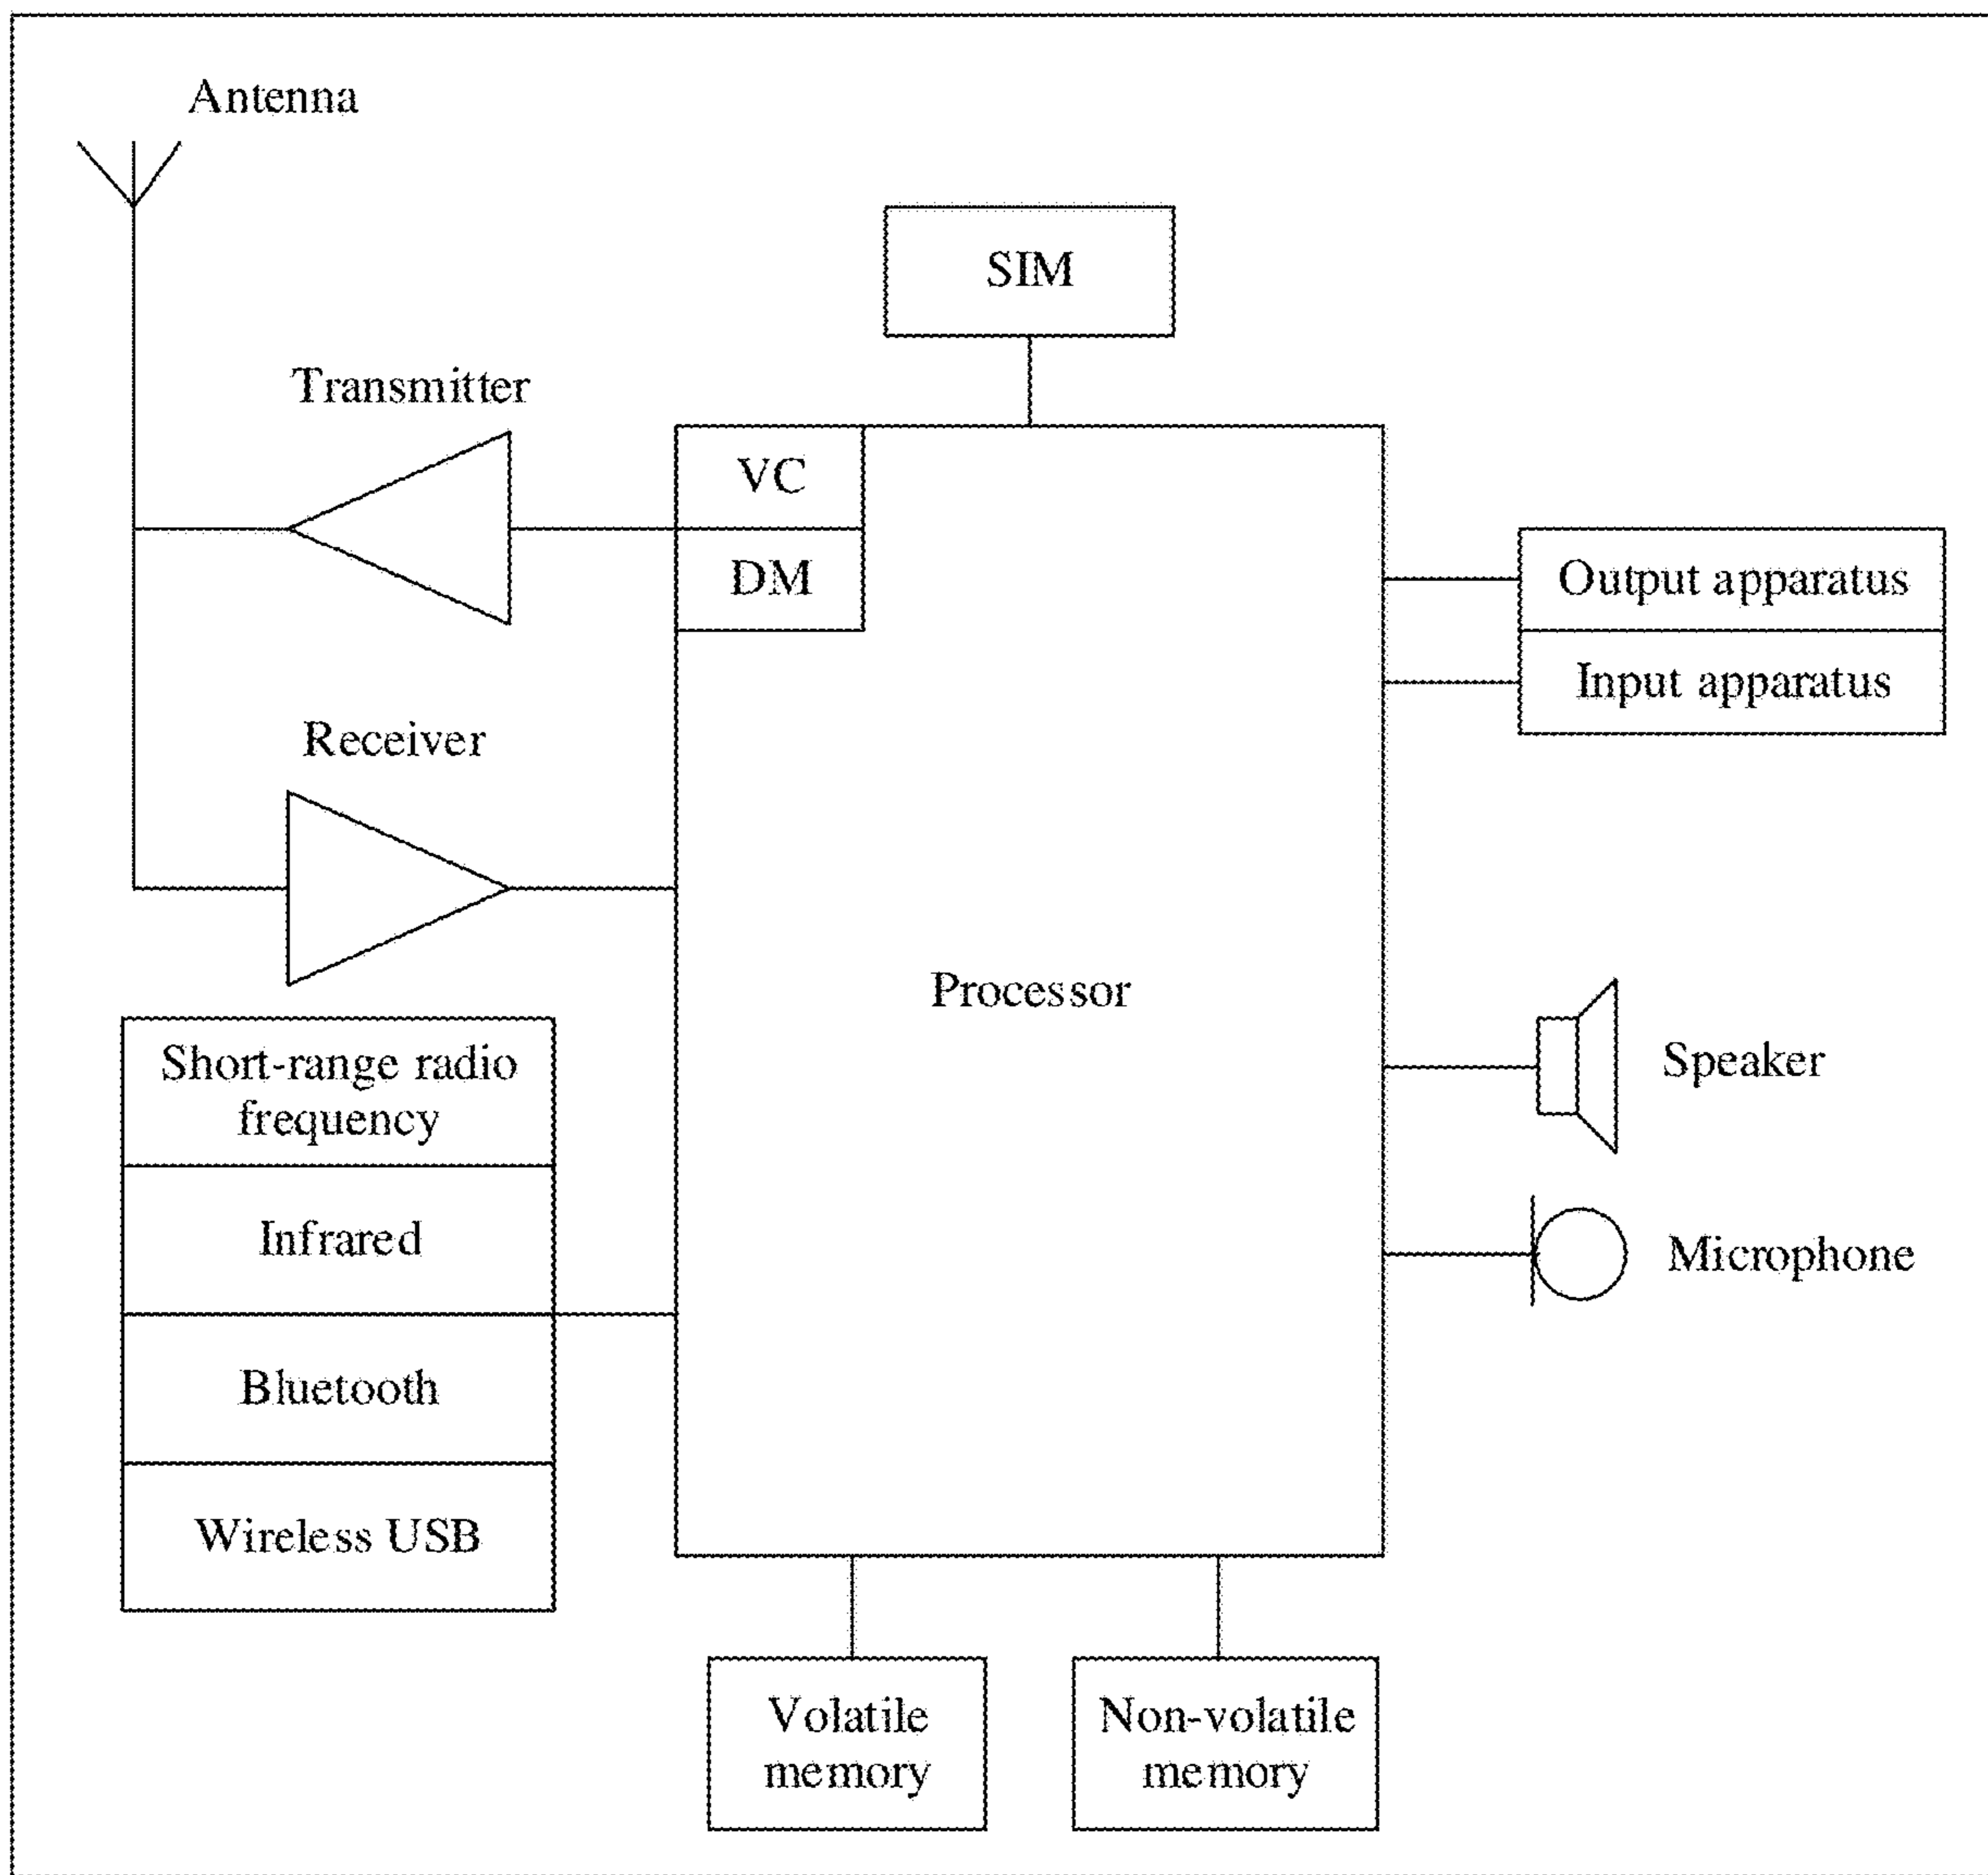 Antenna
SIM
Transmitter
VC
DM
Output apparatus
Input apparatus
Receiver
Processor
Short-range radio
frequency
Infrared
Bluetooth
Wireless USB
Speaker
Microphone
Volatile
memory
Non-volatile
memory